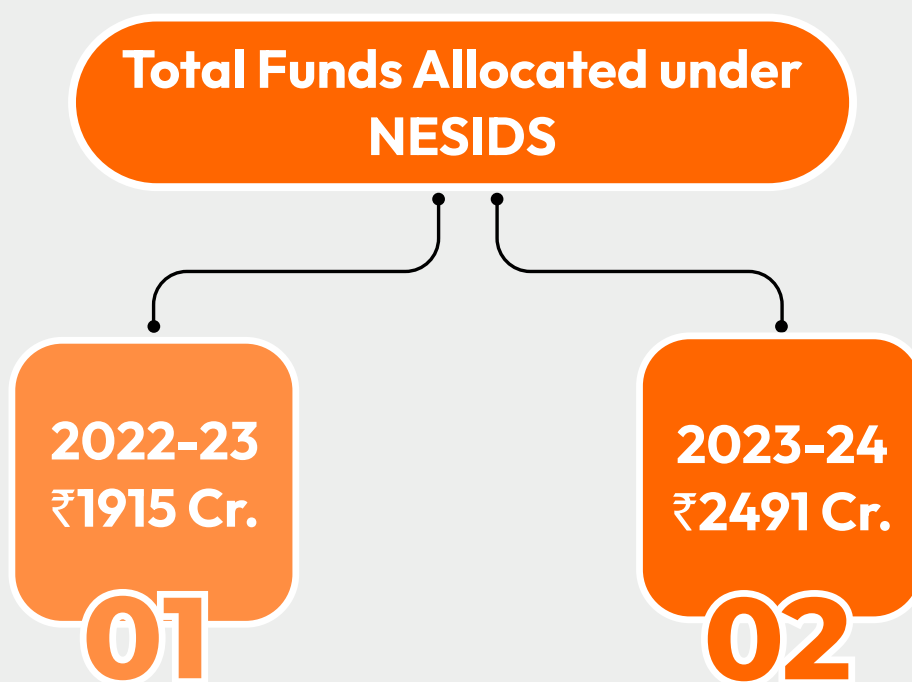 Total Funds Allocated under
NESIDS
2022-23
₹1915 Cr.
01
2023-24
₹2491 Cr.
02